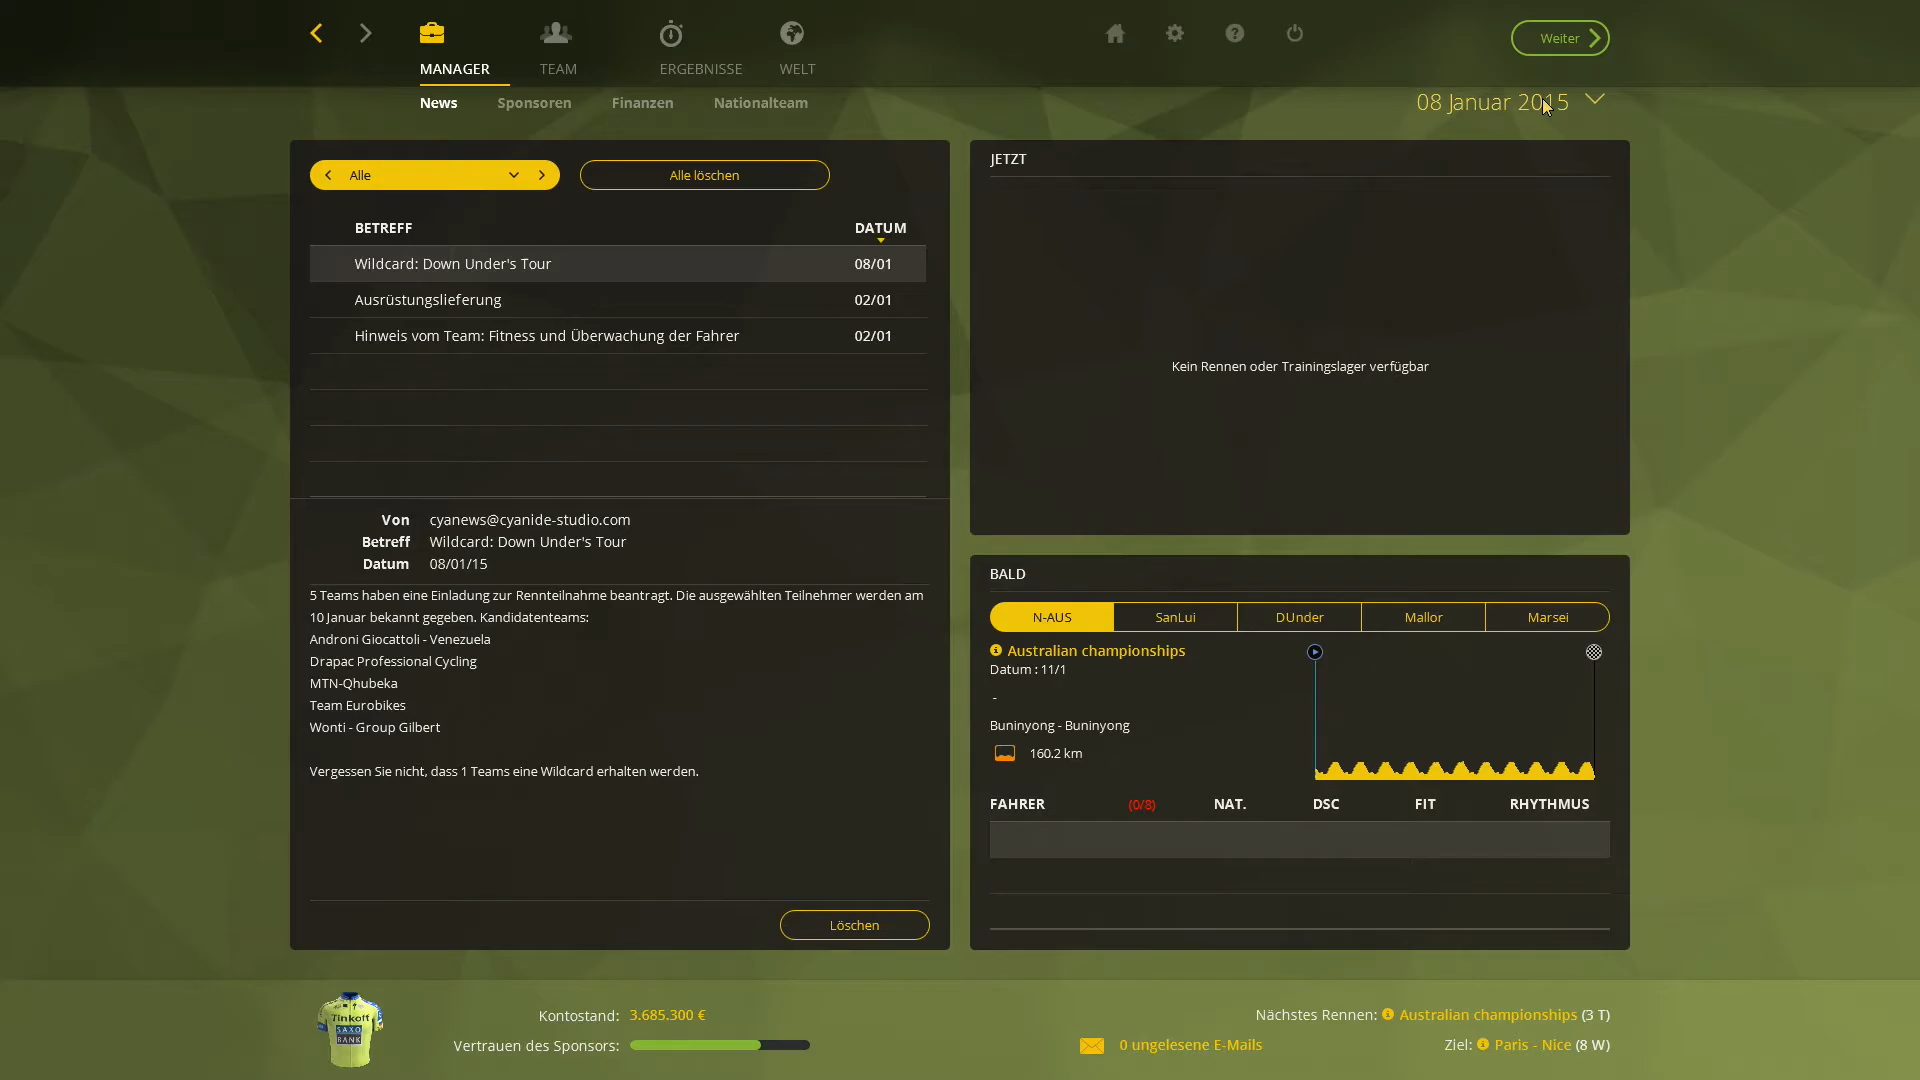 MANAGER
TEAM
ERGEBNISSE
WELT
Weiter
News
Sponsoren
Finanzen
Nationalteam
08 Januar 2015
Alle
Alle löschen
BETREFF
DATUM
Wildcard: Down Under's Tour
08/01
Ausrüstungslieferung
02/01
Hinweis vom Team: Fitness und Überwachung der Fahrer
02/01
Von cyanews@cyanide-studio.com
Betreff Wildcard: Down Under's Tour
Datum 08/01/15
5 Teams haben eine Einladung zur Rennteilnahme beantragt. Die ausgewählten Teilnehmer werden am
10 Januar bekannt gegeben. Kandidatenteams:
Androni Giocattoli - Venezuela
Drapac Professional Cycling
MTN-Qhubeka
Team Eurobikes
Wonti - Group Gilbert
Vergessen Sie nicht, dass 1 Teams eine Wildcard erhalten werden.
Löschen
JETZT
Kein Rennen oder Trainingslager verfügbar
BALD
N-AUS
SanLui
DUnder
Mallor
Marsei
Australian championships
Datum : 11/1
-
Buninyong - Buninyong
160.2 km
FAHRER (0/8) NAT. DSC FIT RHYTHMUS
Tinkoff
SAXO
BANK
Kontostand: 3.685.300 €
Vertrauen des Sponsors:
0 ungelesene E-Mails
Nächstes Rennen: Australian championships (3 T)
Ziel: Paris - Nice (8 W)